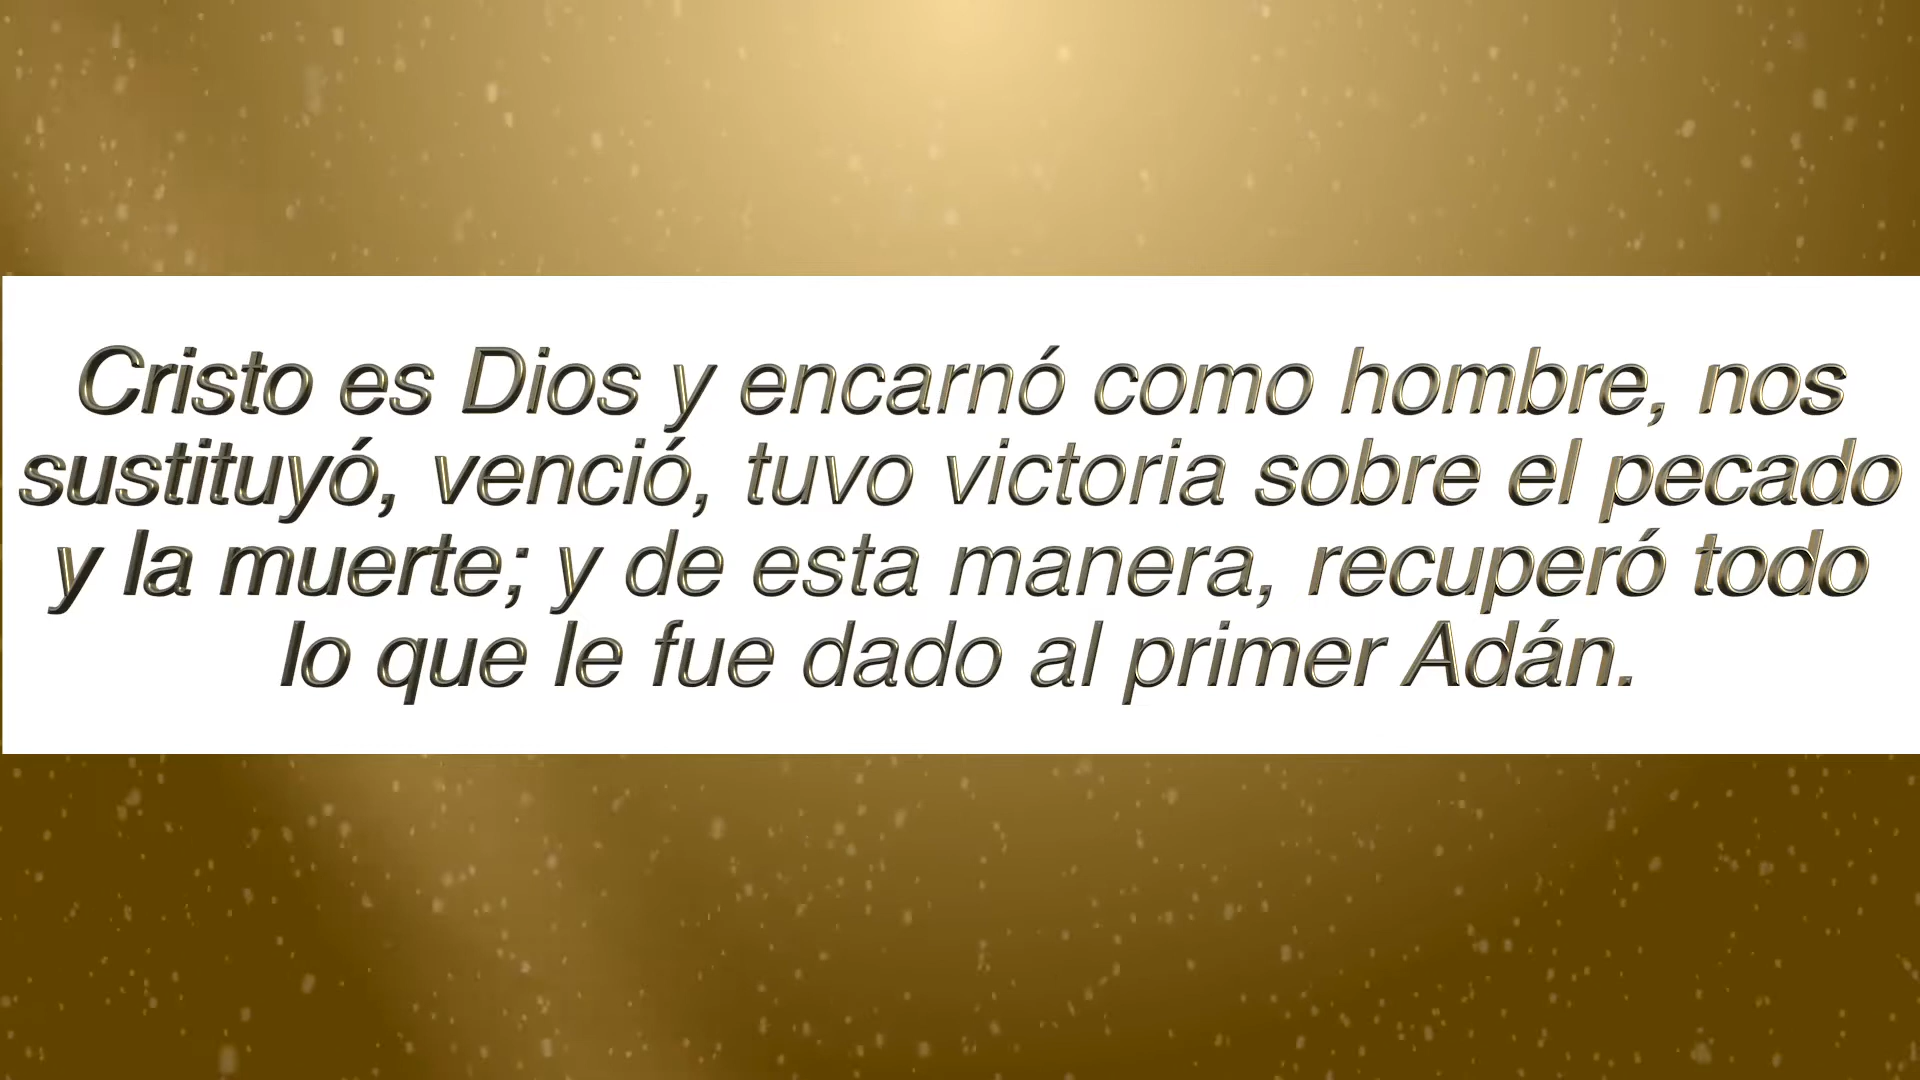 Cristo es Dios y encarnó como hombre, nos
sustituyó, venció, tuvo victoria sobre el pecado
y la muerte; y de esta manera, recuperó todo
lo que le fue dado al primer Adán.